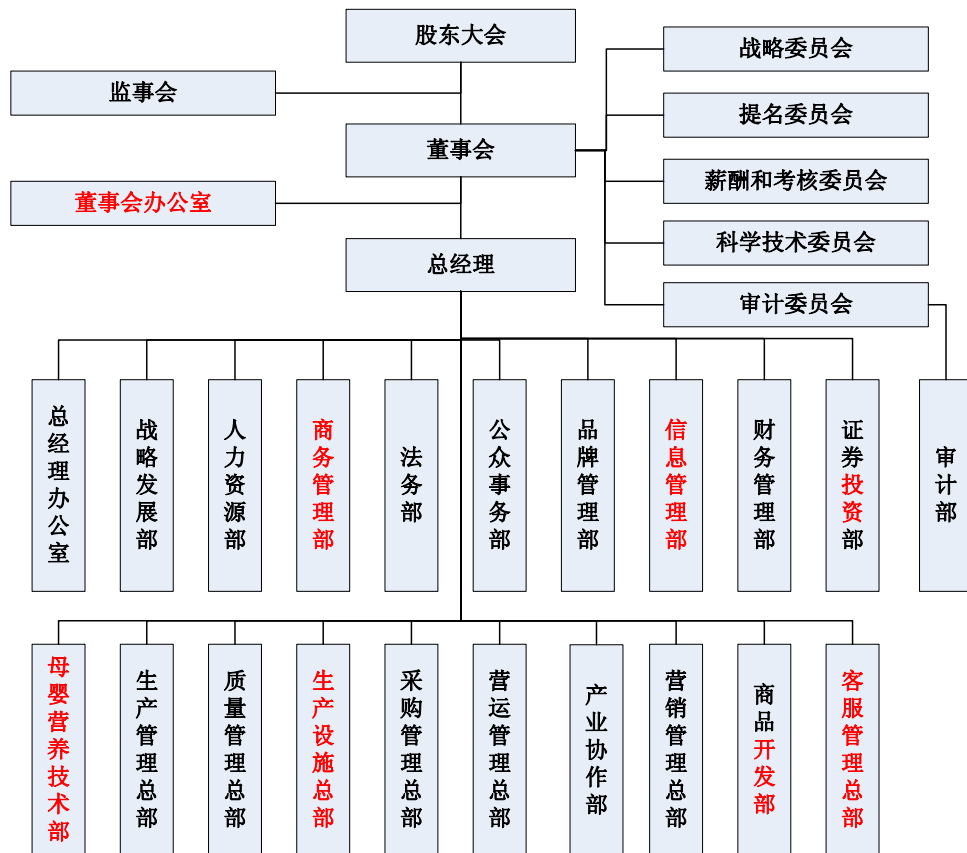 股东大会
战略委员会
监事会
提名委员会
董事会
薪酬和考核委员会
董事会办公室
科学技术委员会
总经理
审计委员会
总经理办公室
战略发展部
人力资源部
商务管理部
法务部
公众事务部
品牌管理部
信息管理部
财务管理部
证券投资部
审计部
母婴营养技术部
生产管理总部
质量管理总部
生产设施总部
采购管理总部
营运管理总部
产业协作部
营销管理总部
商品开发部
客服管理总部